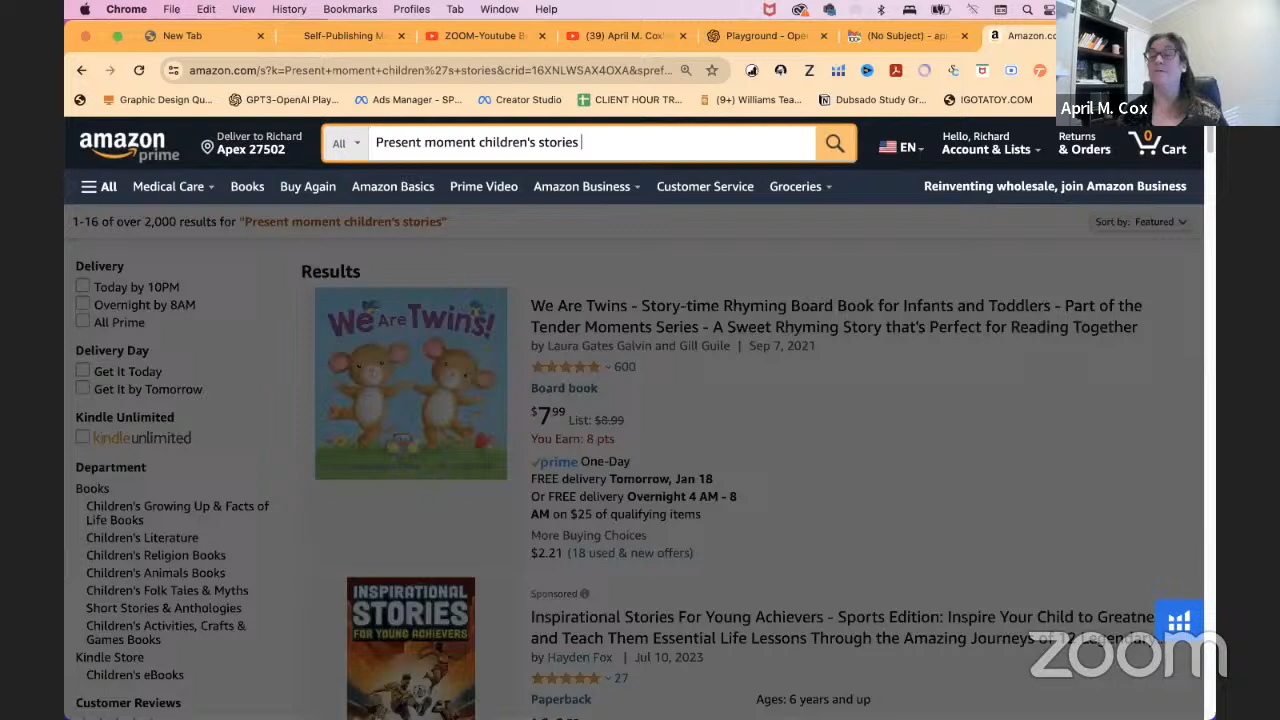 Chrome File Edit View History Bookmarks Profiles Tab Window Help
New Tab Self-Publishing M ZOOM-Youtube B (39) April M. Cox Playground - Ope (No Subject) - apr Amazon.co
amazon.com/s?k=Present+moment+children%27s+stories&crid=16XNLWSAX4OXA&spref...
Graphic Design Qu... GPT3-OpenAI Play... Ads Manager - SP... Creator Studio CLIENT HOUR TR... (9+) Williams Tea... Dubsado Study Gr... IGOTATOY.COM
April M. Cox
amazon prime
Deliver to Richard
Apex 27502
All
Present moment children's stories
EN
Hello, Richard
Account & Lists
Returns
& Orders
0
Cart
All Medical Care Books Buy Again Amazon Basics Prime Video Amazon Business Customer Service Groceries
Reinventing wholesale, join Amazon Business
1-16 of over 2,000 results for "Present moment children's stories"
Sort by: Featured
Delivery
Today by 10PM
Overnight by 8AM
All Prime
Delivery Day
Get It Today
Get It by Tomorrow
Kindle Unlimited
kindleunlimited
Department
Books
Children's Growing Up & Facts of
Life Books
Children's Literature
Children's Religion Books
Children's Animals Books
Children's Folk Tales & Myths
Short Stories & Anthologies
Children's Activities, Crafts &
Games Books
Kindle Store
Children's eBooks
Customer Reviews
Results
We Are Twins!
We Are Twins - Story-time Rhyming Board Book for Infants and Toddlers - Part of the
Tender Moments Series - A Sweet Rhyming Story that's Perfect for Reading Together
by Laura Gates Galvin and Gill Guile | Sep 7, 2021
600
Board book
$7 99 List: $8.99
You Earn: 8 pts
prime One-Day
FREE delivery Tomorrow, Jan 18
Or FREE delivery Overnight 4 AM - 8
AM on $25 of qualifying items
More Buying Choices
$2.21 (18 used & new offers)
INSPIRATIONAL
STORIES
FOR YOUNG ACHIEVERS
Sponsored
Inspirational Stories For Young Achievers - Sports Edition: Inspire Your Child to Greatne
and Teach Them Essential Life Lessons Through the Amazing Journeys of 12 Legendary
by Hayden Fox | Jul 10, 2023
27
Paperback
Ages: 6 years and up
zoom